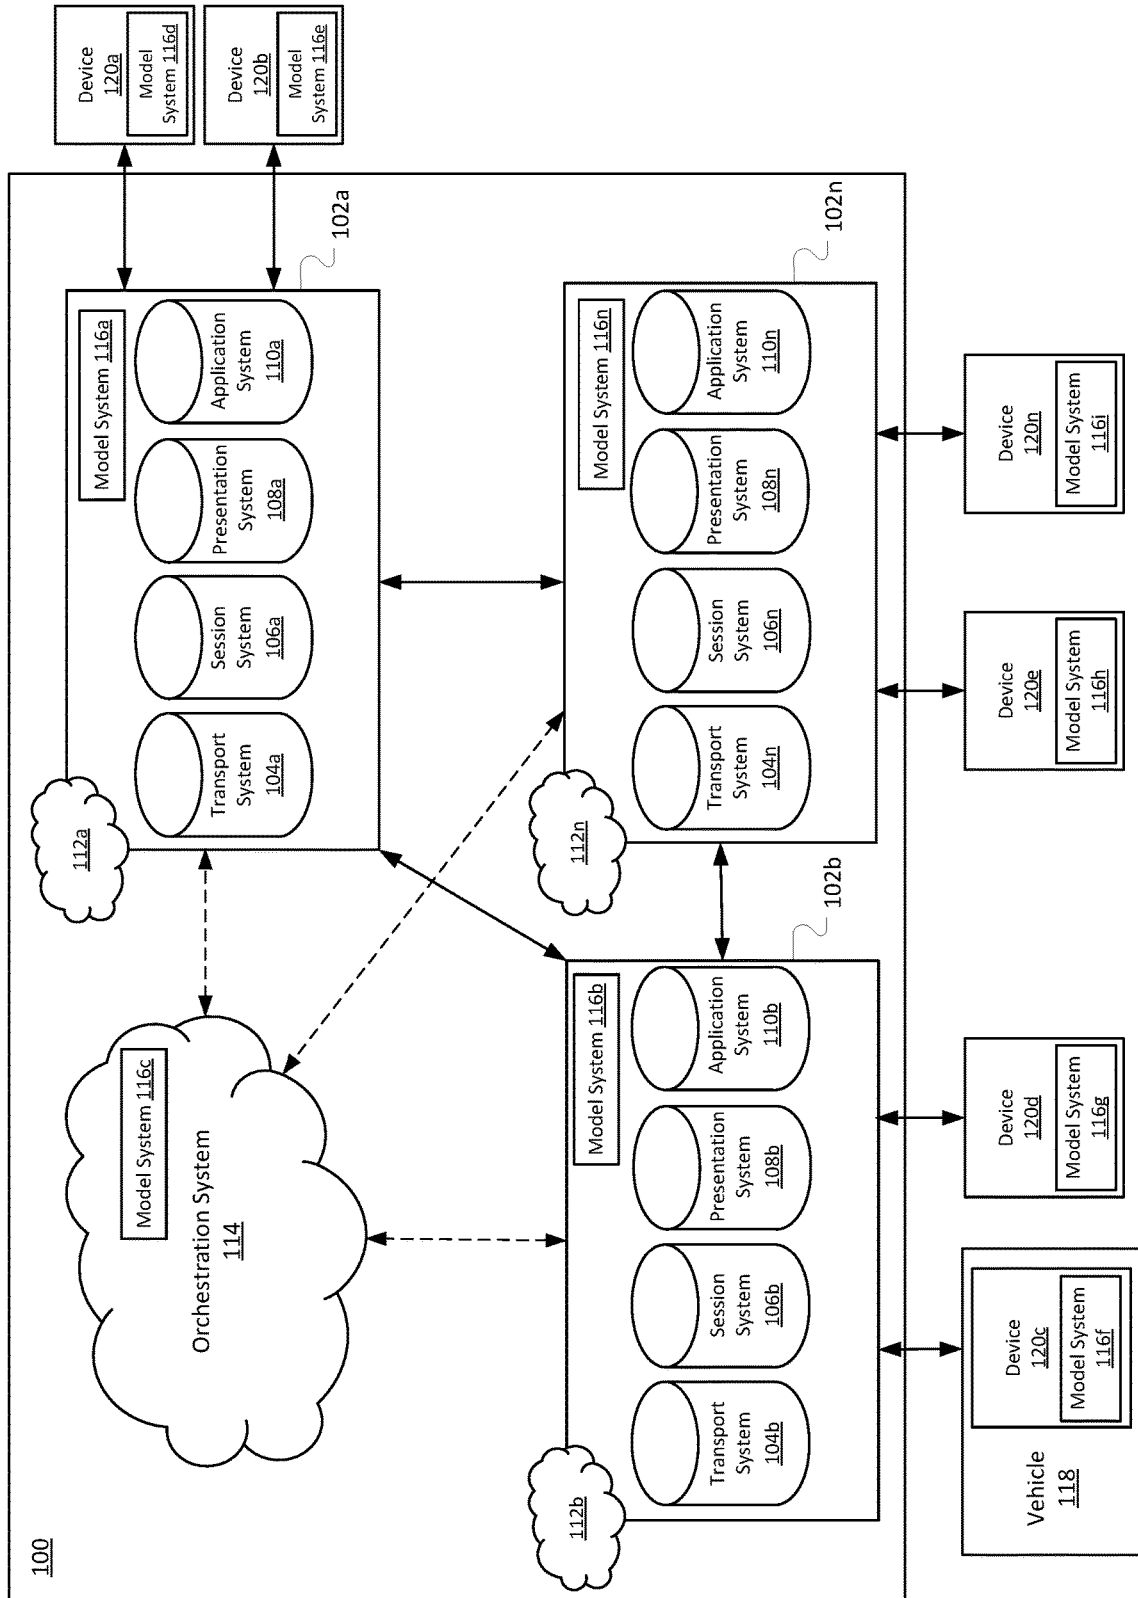 100
Orchestration System
114
Model System 116c
112a
Model System 116a
Transport
System
104a
Session
System
106a
Presentation
System
108a
Application
System
110a
102a
Device
120a
Model
System 116d
Device
120b
Model
System 116e
112b
Model System 116b
Transport
System
104b
Session
System
106b
Presentation
System
108b
Application
System
110b
102b
112n
Model System 116n
Transport
System
104n
Session
System
106n
Presentation
System
108n
Application
System
110n
102n
Vehicle
118
Device
120c
Model System
116f
Device
120d
Model System
116g
Device
120e
Model System
116h
Device
120n
Model System
116i